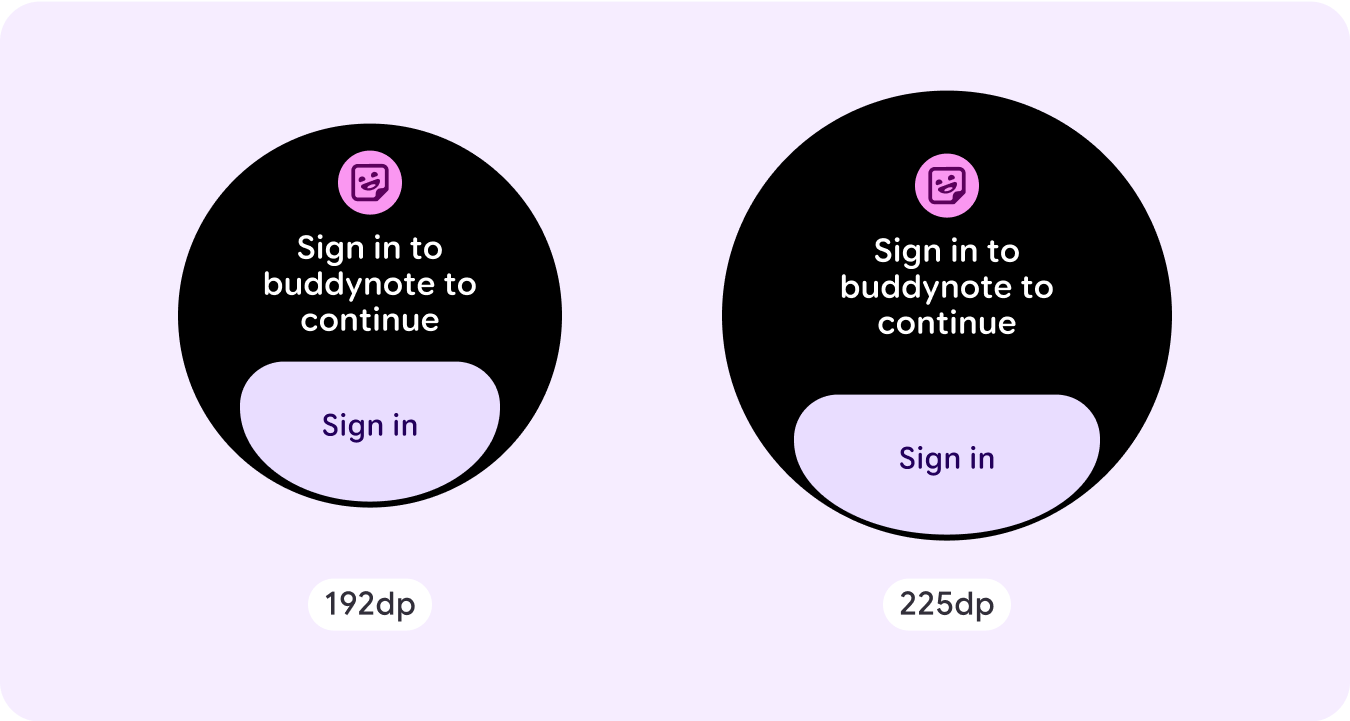 Sign in to
buddynote to
continue
Sign in
192dp
Sign in to
buddynote to
continue
Sign in
225dp